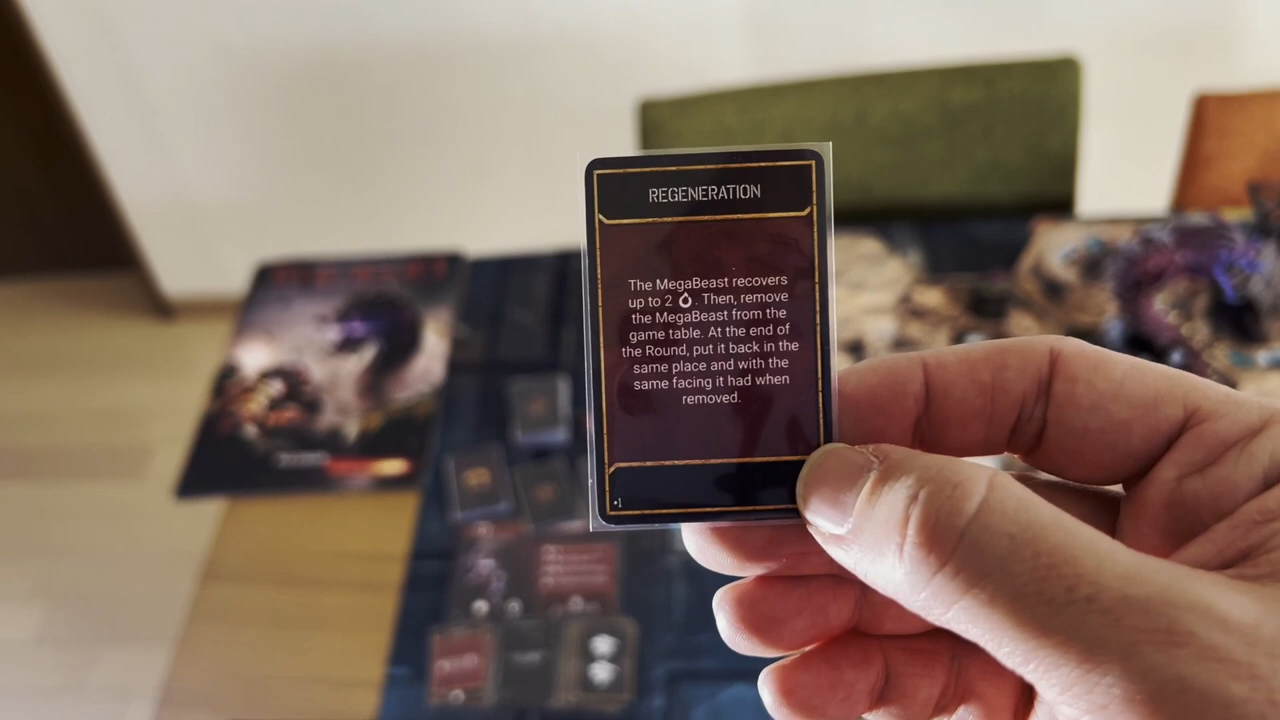 REGENERATION
The MegaBeast recovers
up to 2 . Then, remove
the MegaBeast from the
game table. At the end of
the Round, put it back in the
same place and with the
same facing it had when
removed.
•1